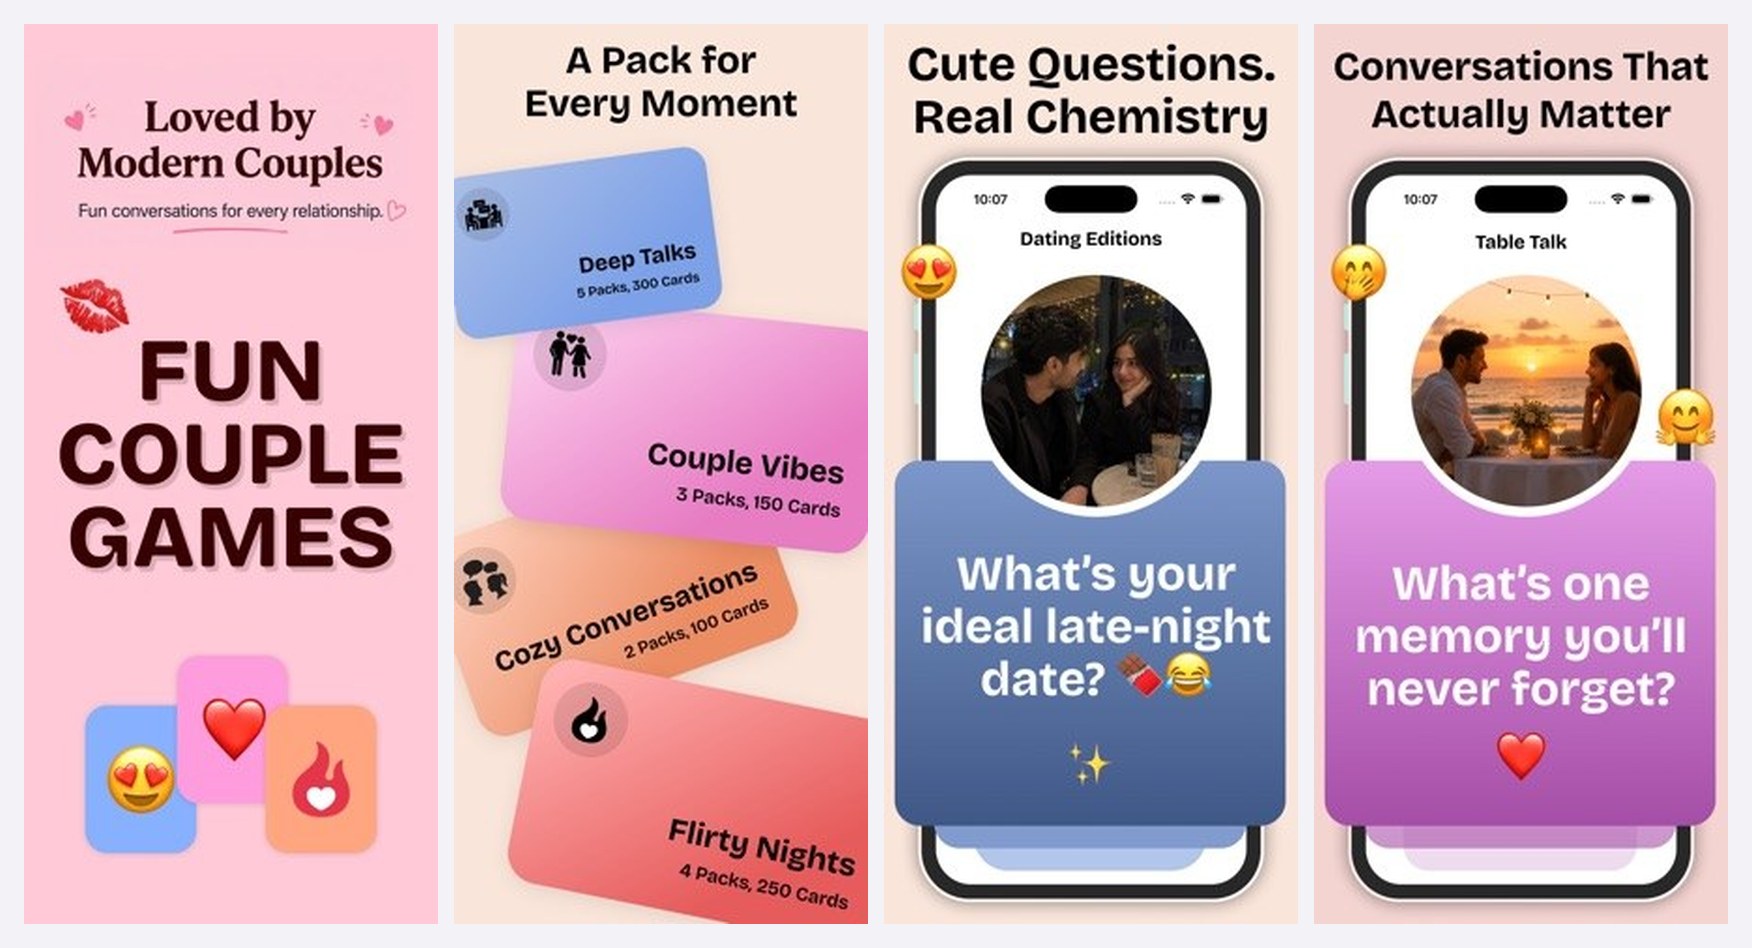 Loved by
Modern Couples
Fun conversations for every relationship.
FUN
COUPLE
GAMES
A Pack for
Every Moment
Deep Talks
5 Packs, 300 Cards
Couple Vibes
3 Packs, 150 Cards
Cozy Conversations
2 Packs, 100 Cards
Flirty Nights
4 Packs, 250 Cards
Cute Questions.
Real Chemistry
10:07
Dating Editions
What's your
ideal late-night
date? 🍫😂
✨
Conversations That
Actually Matter
10:07
Table Talk
What's one
memory you'll
never forget?
❤️